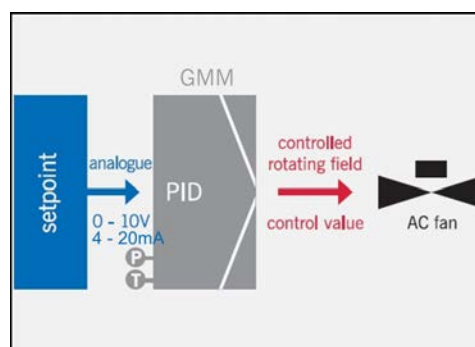 GMM
setpoint
analogue
0 - 10V
4 - 20mA
PID
P
T
controlled
rotating field
control value
AC fan